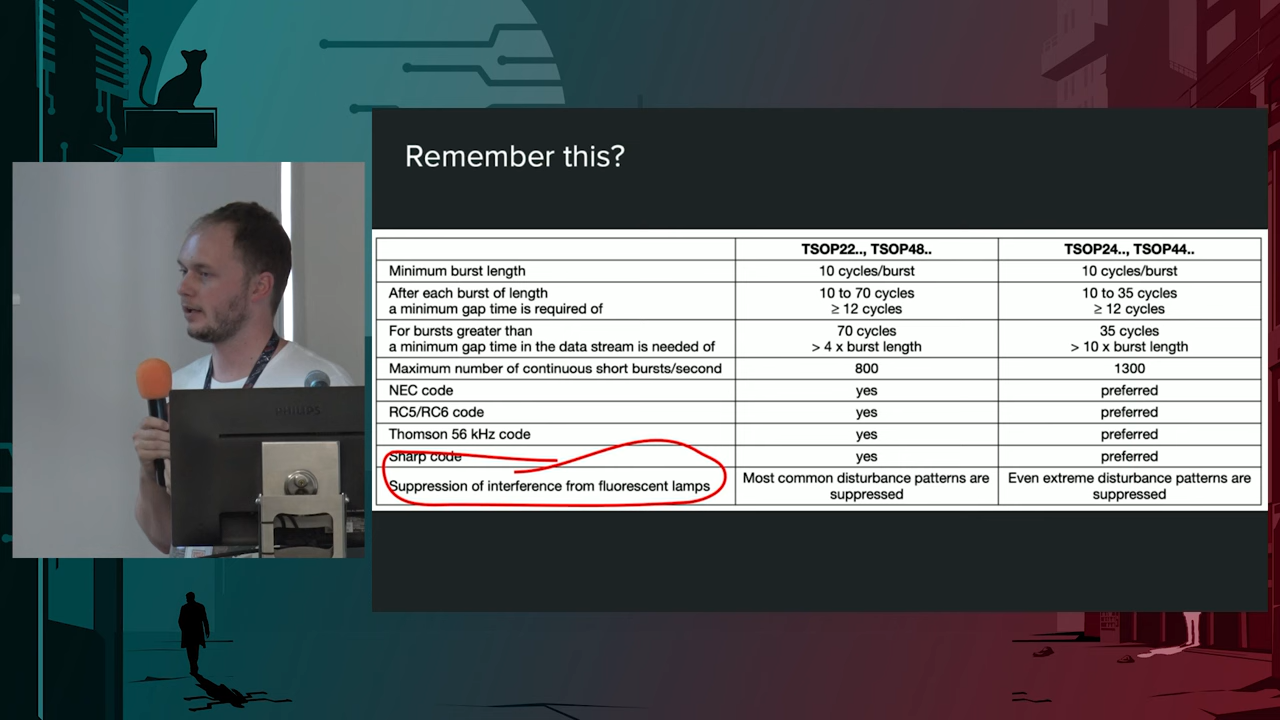 Remember this?
TSOP22.., TSOP48.. TSOP24.., TSOP44..
Minimum burst length 10 cycles/burst 10 cycles/burst
After each burst of length 10 to 70 cycles 10 to 35 cycles
a minimum gap time is required of ≥ 12 cycles ≥ 12 cycles
For bursts greater than 70 cycles 35 cycles
a minimum gap time in the data stream is needed of > 4 x burst length > 10 x burst length
Maximum number of continuous short bursts/second 800 1300
NEC code yes preferred
RC5/RC6 code yes preferred
Thomson 56 kHz code yes preferred
Sharp code yes preferred
Suppression of interference from fluorescent lamps Most common disturbance patterns are suppressed Even extreme disturbance patterns are suppressed
PHILIPS